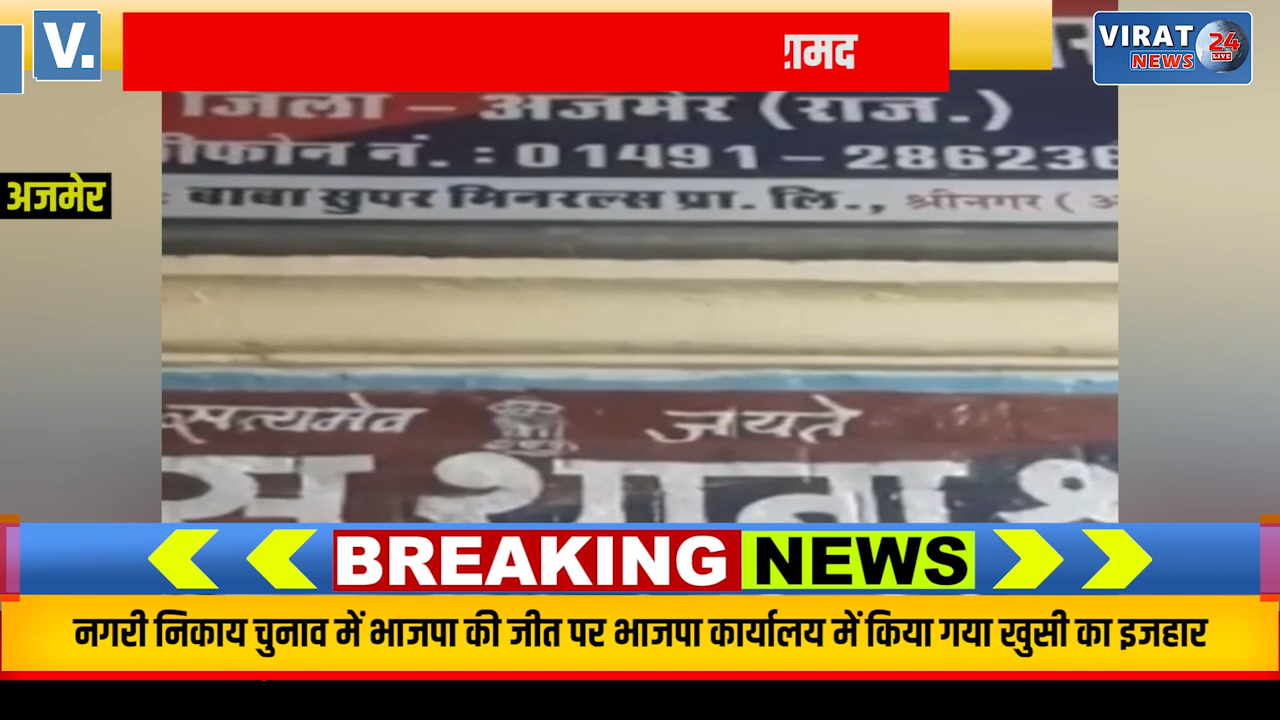 V.
VIRAT
NEWS
24
LIVE
जिला – अजमेर (राज.)
नं. : 01491 – 286236
अजमेर
बाबा सुपर मिनरल्स प्रा. लि., श्रीनगर (
सत्यमेव जयते
थाना
BREAKING NEWS
नगरी निकाय चुनाव में भाजपा की जीत पर भाजपा कार्यालय में किया गया खुसी का इजहार